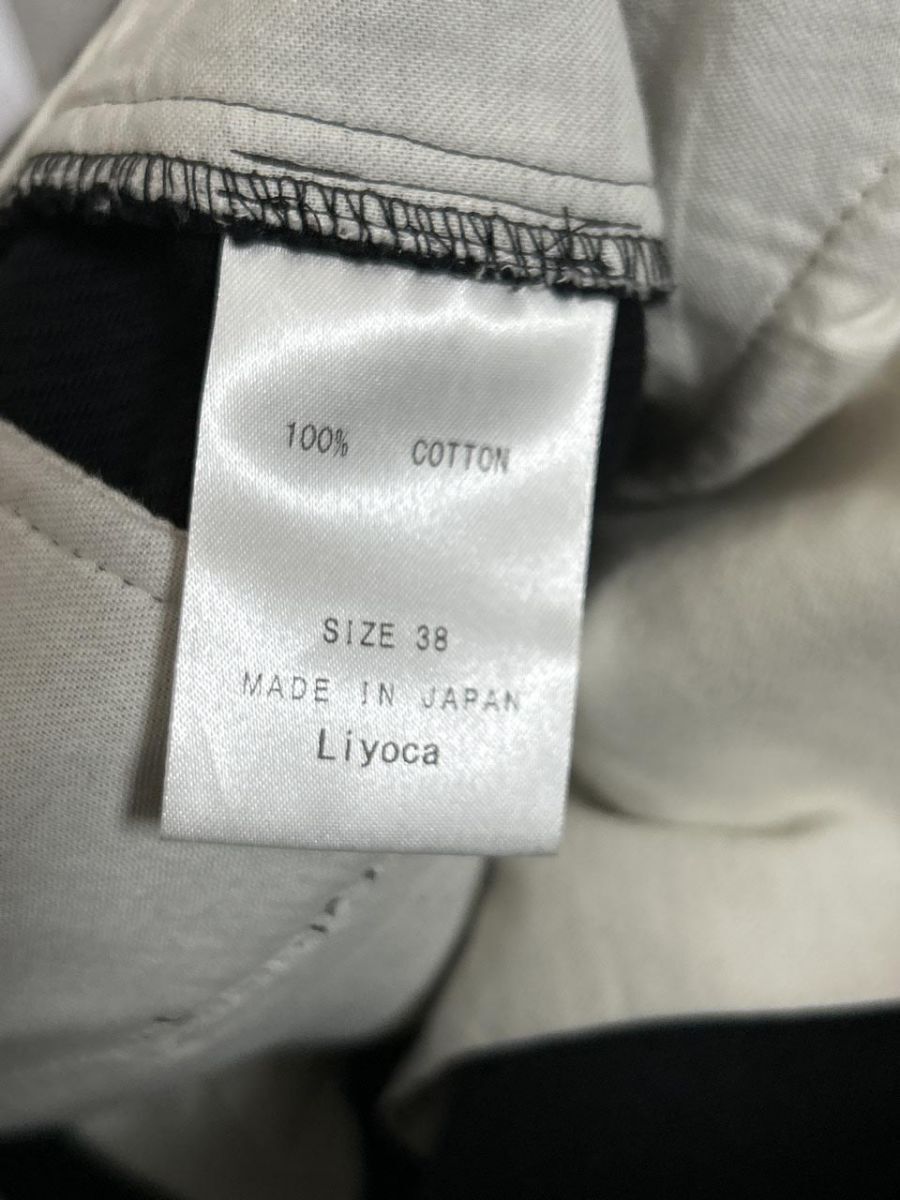 100% COTTON
SIZE 38
MADE IN JAPAN
Liyoca